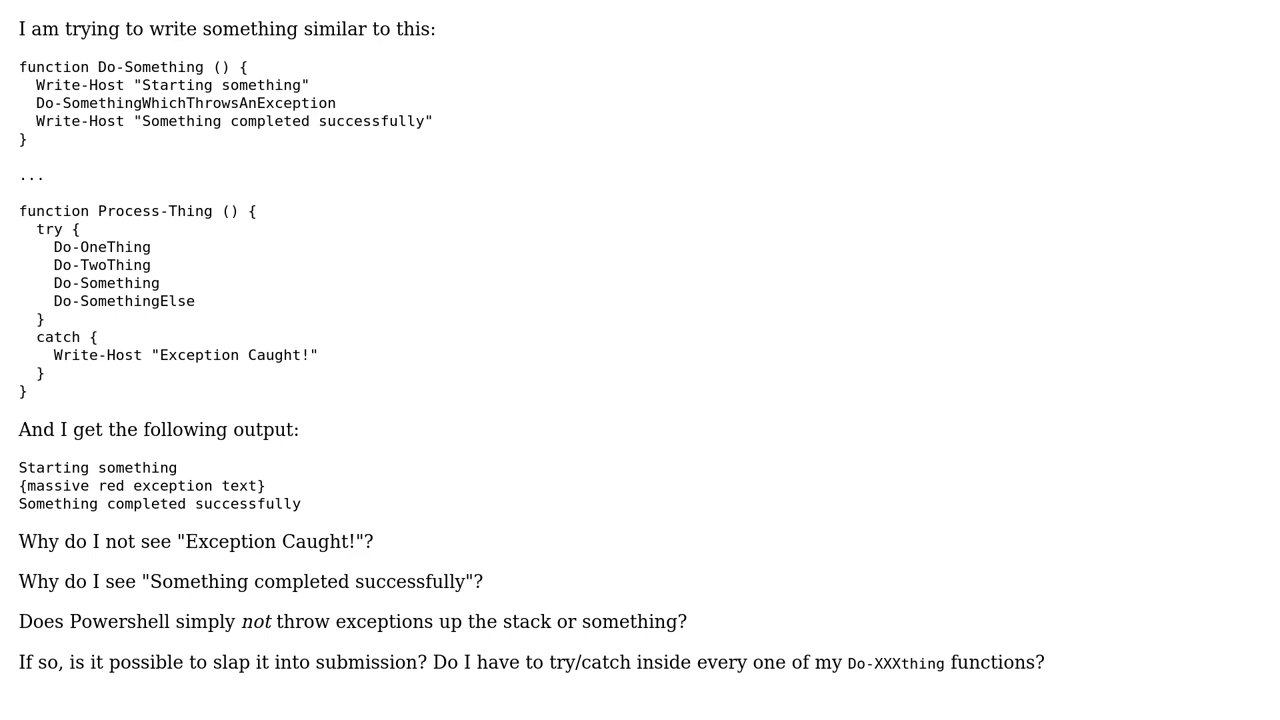 I am trying to write something similar to this:
function Do-Something () {
  Write-Host "Starting something"
  Do-SomethingWhichThrowsAnException
  Write-Host "Something completed successfully"
}
...
function Process-Thing () {
  try {
    Do-OneThing
    Do-TwoThing
    Do-Something
    Do-SomethingElse
  }
  catch {
    Write-Host "Exception Caught!"
  }
}
And I get the following output:
Starting something
{massive red exception text}
Something completed successfully
Why do I not see "Exception Caught!"?
Why do I see "Something completed successfully"?
Does Powershell simply not throw exceptions up the stack or something?
If so, is it possible to slap it into submission? Do I have to try/catch inside every one of my Do-XXXthing functions?